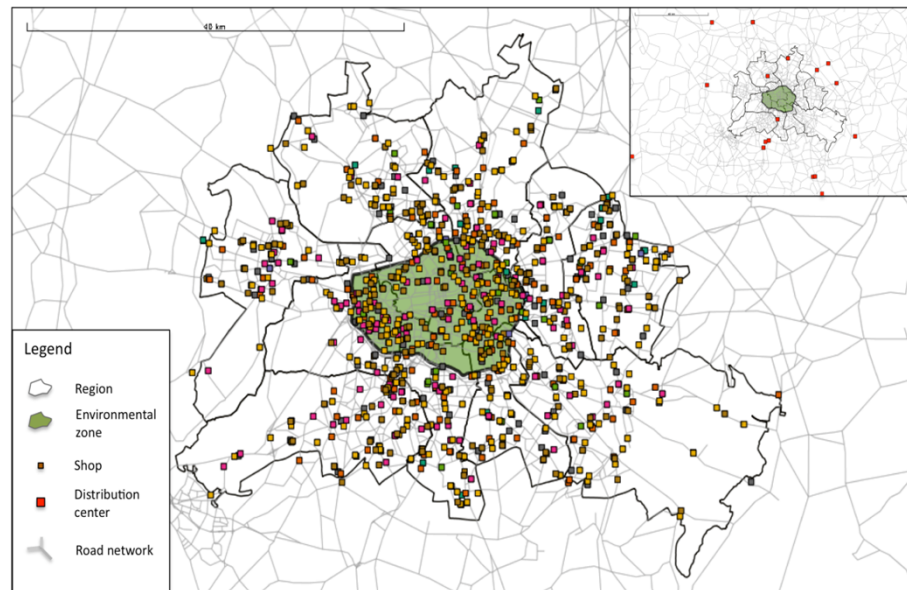 40 km
Legend
Region
Environmental
zone
Shop
Distribution
center
Road network